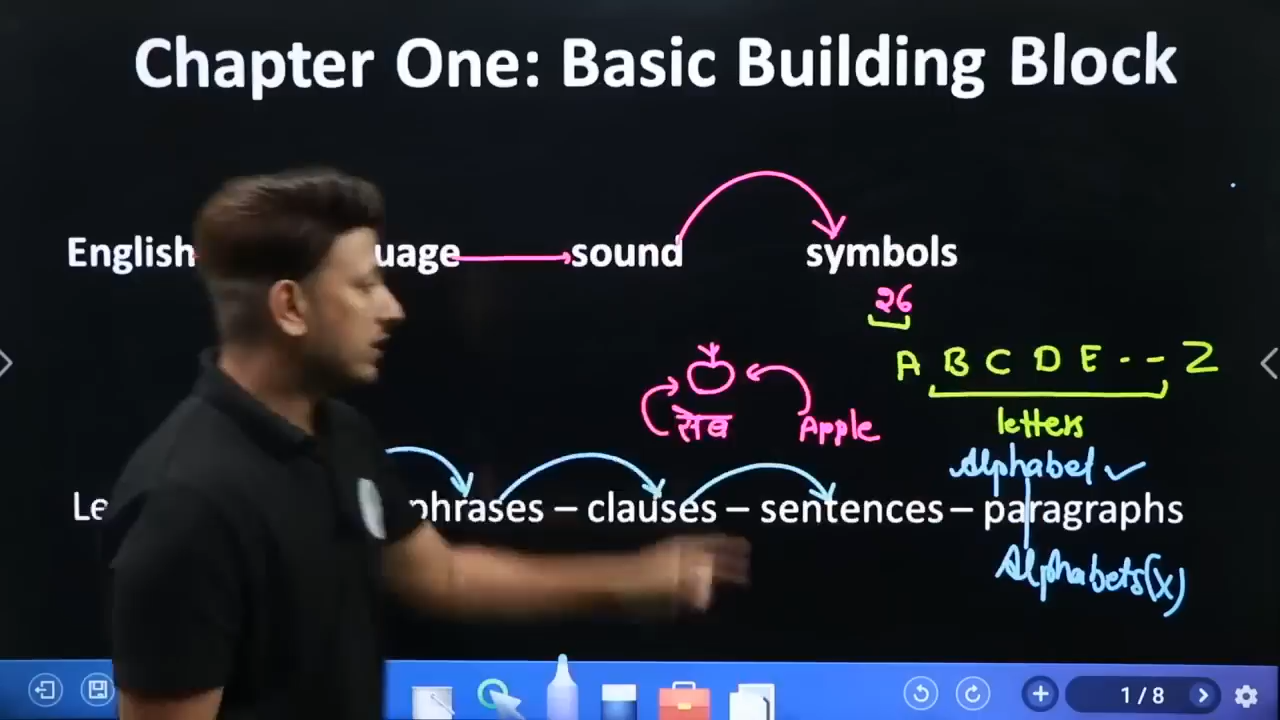 Chapter One: Basic Building Block
English uage sound symbols
२६
A B C D E -- Z
letters
सेब Apple
Alphabet ✓
Le phrases – clauses – sentences – paragraphs
Alphabets(x)
1 / 8